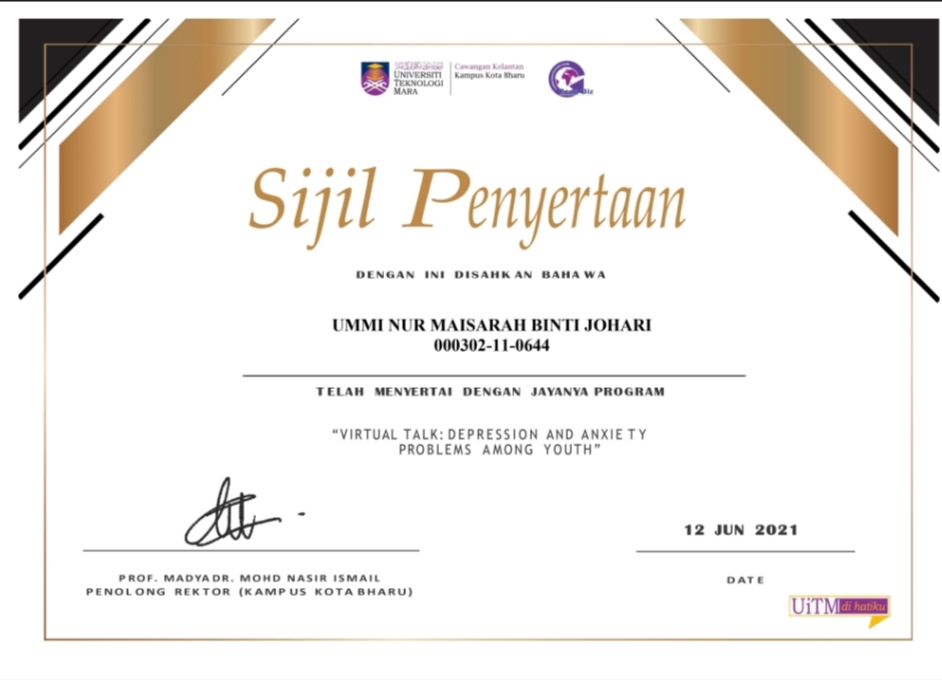 UNIVERSITI
TEKNOLOGI
MARA
Cawangan Kelantan
Kampus Kota Bharu
Sijil Penyertaan
DENGAN INI DISAHKAN BAHAWA
UMMI NUR MAISARAH BINTI JOHARI
000302-11-0644
TELAH MENYERTAI DENGAN JAYANYA PROGRAM
“VIRTUAL TALK: DEPRESSION AND ANXIETY
PROBLEMS AMONG YOUTH”
12 JUN 2021
PROF. MADYA DR. MOHD NASIR ISMAIL
PENOLONG REKTOR (KAMPUS KOTA BHARU)
DATE
UiTM di hatiku